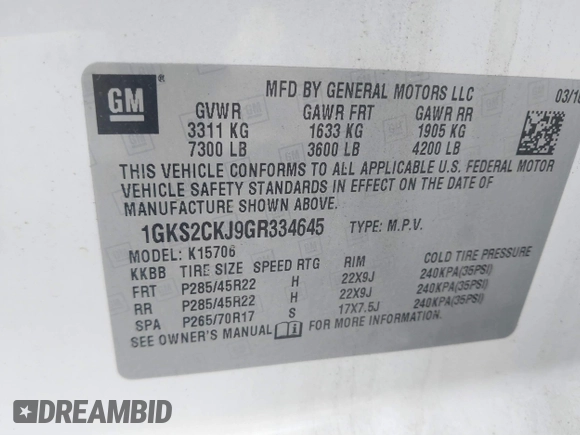 GM
®
MFD BY GENERAL MOTORS LLC
03/16
GVWR GAWR FRT GAWR RR
3311 KG 1633 KG 1905 KG
7300 LB 3600 LB 4200 LB
THIS VEHICLE CONFORMS TO ALL APPLICABLE U.S. FEDERAL MOTOR
VEHICLE SAFETY STANDARDS IN EFFECT ON THE DATE OF
MANUFACTURE SHOWN ABOVE.
1GKS2CKJ9GR334645 TYPE: M.P.V.
MODEL: K15706
KKBB TIRE SIZE SPEED RTG RIM COLD TIRE PRESSURE
FRT P285/45R22 H 22X9J 240KPA(35PSI)
RR P285/45R22 H 22X9J 240KPA(35PSI)
SPA P265/70R17 S 17X7.5J 240KPA(35PSI)
SEE OWNER'S MANUAL FOR MORE INFORMATION.
DREAMBID